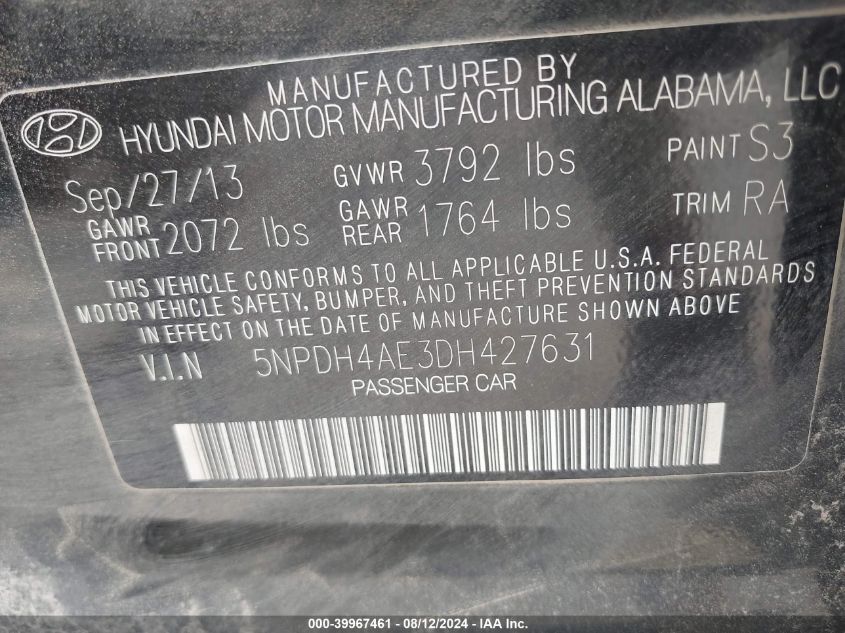 MANUFACTURED BY
HYUNDAI MOTOR MANUFACTURING ALABAMA, LLC
Sep/27/13 GVWR 3792 lbs PAINT S3
GAWR FRONT 2072 lbs GAWR REAR 1764 lbs TRIM RA
THIS VEHICLE CONFORMS TO ALL APPLICABLE U.S.A. FEDERAL
MOTOR VEHICLE SAFETY, BUMPER, AND THEFT PREVENTION STANDARDS
IN EFFECT ON THE DATE OF MANUFACTURE SHOWN ABOVE
V.I.N 5NPDH4AE3DH427631
PASSENGER CAR
000-39967461 - 08/12/2024 - IAA Inc.